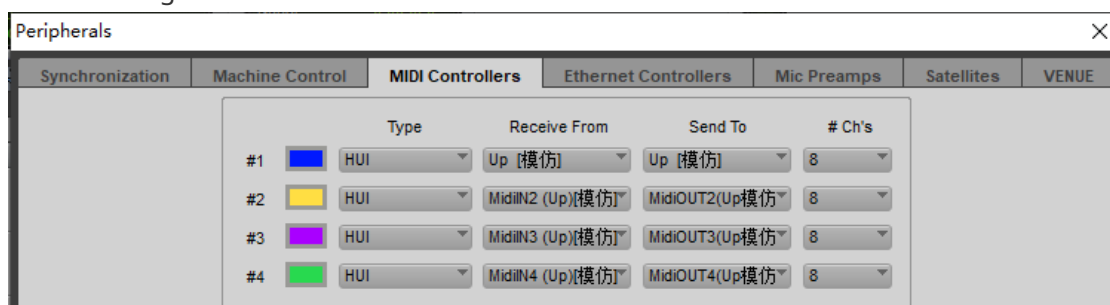 Peripherals
Synchronization Machine Control MIDI Controllers Ethernet Controllers Mic Preamps Satellites VENUE
Type Receive From Send To # Ch's
#1 HUI Up [模仿] Up [模仿] 8
#2 HUI MidiIN2 (Up)[模仿] MidiOUT2(Up模仿 8
#3 HUI MidiIN3 (Up)[模仿] MidiOUT3(Up模仿 8
#4 HUI MidiIN4 (Up)[模仿] MidiOUT4(Up模仿 8